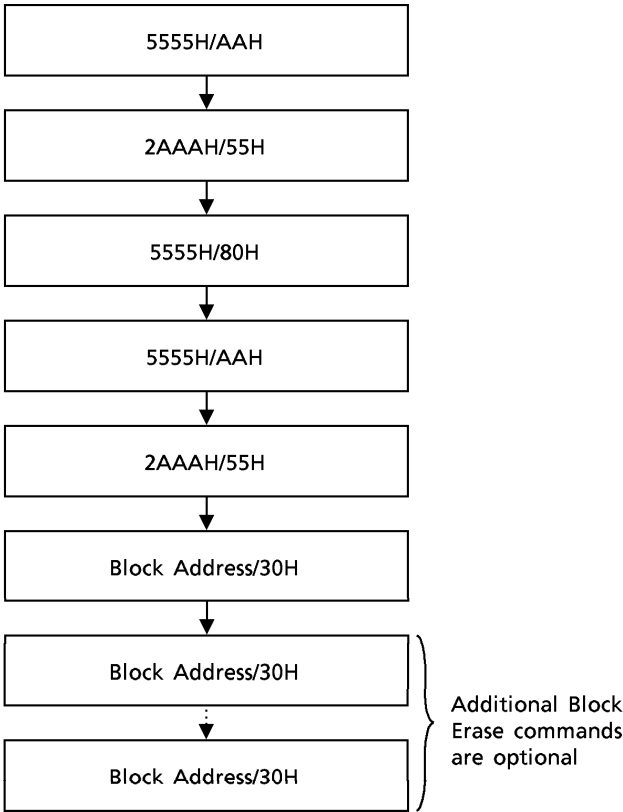 5555H/AAH
2AAAH/55H
5555H/80H
5555H/AAH
2AAAH/55H
Block Address/30H
Block Address/30H
Block Address/30H
Additional Block
Erase commands
are optional